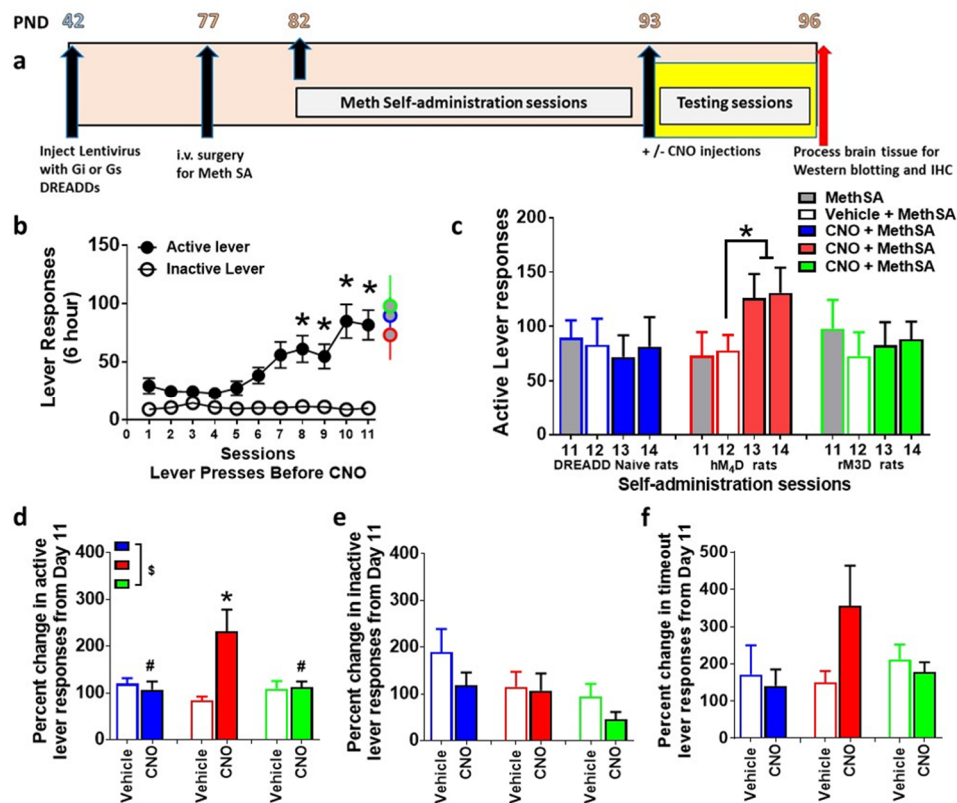 PND 42 77 82 93 96
a
Meth Self-administration sessions
Testing sessions
Inject Lentivirus
with Gi or Gs
DREADDs
i.v. surgery
for Meth SA
+ /- CNO injections
Process brain tissue for
Western blotting and IHC
b
Lever Responses
(6 hour)
150
100
50
0
Active lever
Inactive Lever
* * * *
0 1 2 3 4 5 6 7 8 9 10 11
Sessions
Lever Presses Before CNO
c
Active Lever responses
200
150
100
50
0
MethSA
Vehicle + MethSA
CNO + MethSA
CNO + MethSA
CNO + MethSA
*
11 12 13 14 11 12 13 14 11 12 13 14
DREADD Naive rats hM4D rats rM3D rats
Self-administration sessions
d
Percent change in active
lever responses from Day 11
400
300
200
100
0
$
# * #
Vehicle CNO Vehicle CNO Vehicle CNO
e
Percent change in inactive
lever responses from Day 11
400
300
200
100
0
Vehicle CNO Vehicle CNO Vehicle CNO
f
Percent change in timeout
lever responses from Day 11
500
400
300
200
100
0
Vehicle CNO Vehicle CNO Vehicle CNO